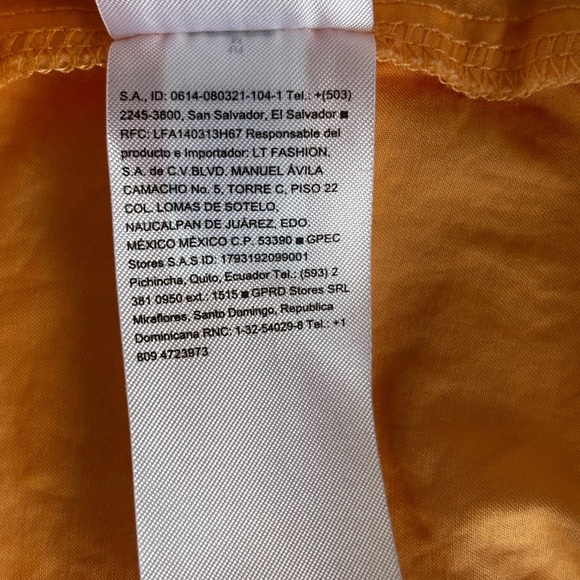 S.A., ID: 0614-080321-104-1 Tel.: +(503)
2245-3800, San Salvador, El Salvador ■
RFC: LFA140313H67 Responsable del
producto e Importador: LT FASHION,
S.A. de C.V.BLVD. MANUEL ÁVILA
CAMACHO No. 5, TORRE C, PISO 22
COL. LOMAS DE SOTELO,
NAUCALPAN DE JUÁREZ, EDO.
MÉXICO MÉXICO C.P. 53390 ■ GPEC
Stores S.A.S ID: 1793192099001
Pichincha, Quito, Ecuador Tel.: (593) 2
381 0950 ext.: 1515 ■ GPRD Stores SRL
Miraflores, Santo Domingo, Republica
Dominicana RNC: 1-32-54029-8 Tel.: +1
809 4723973